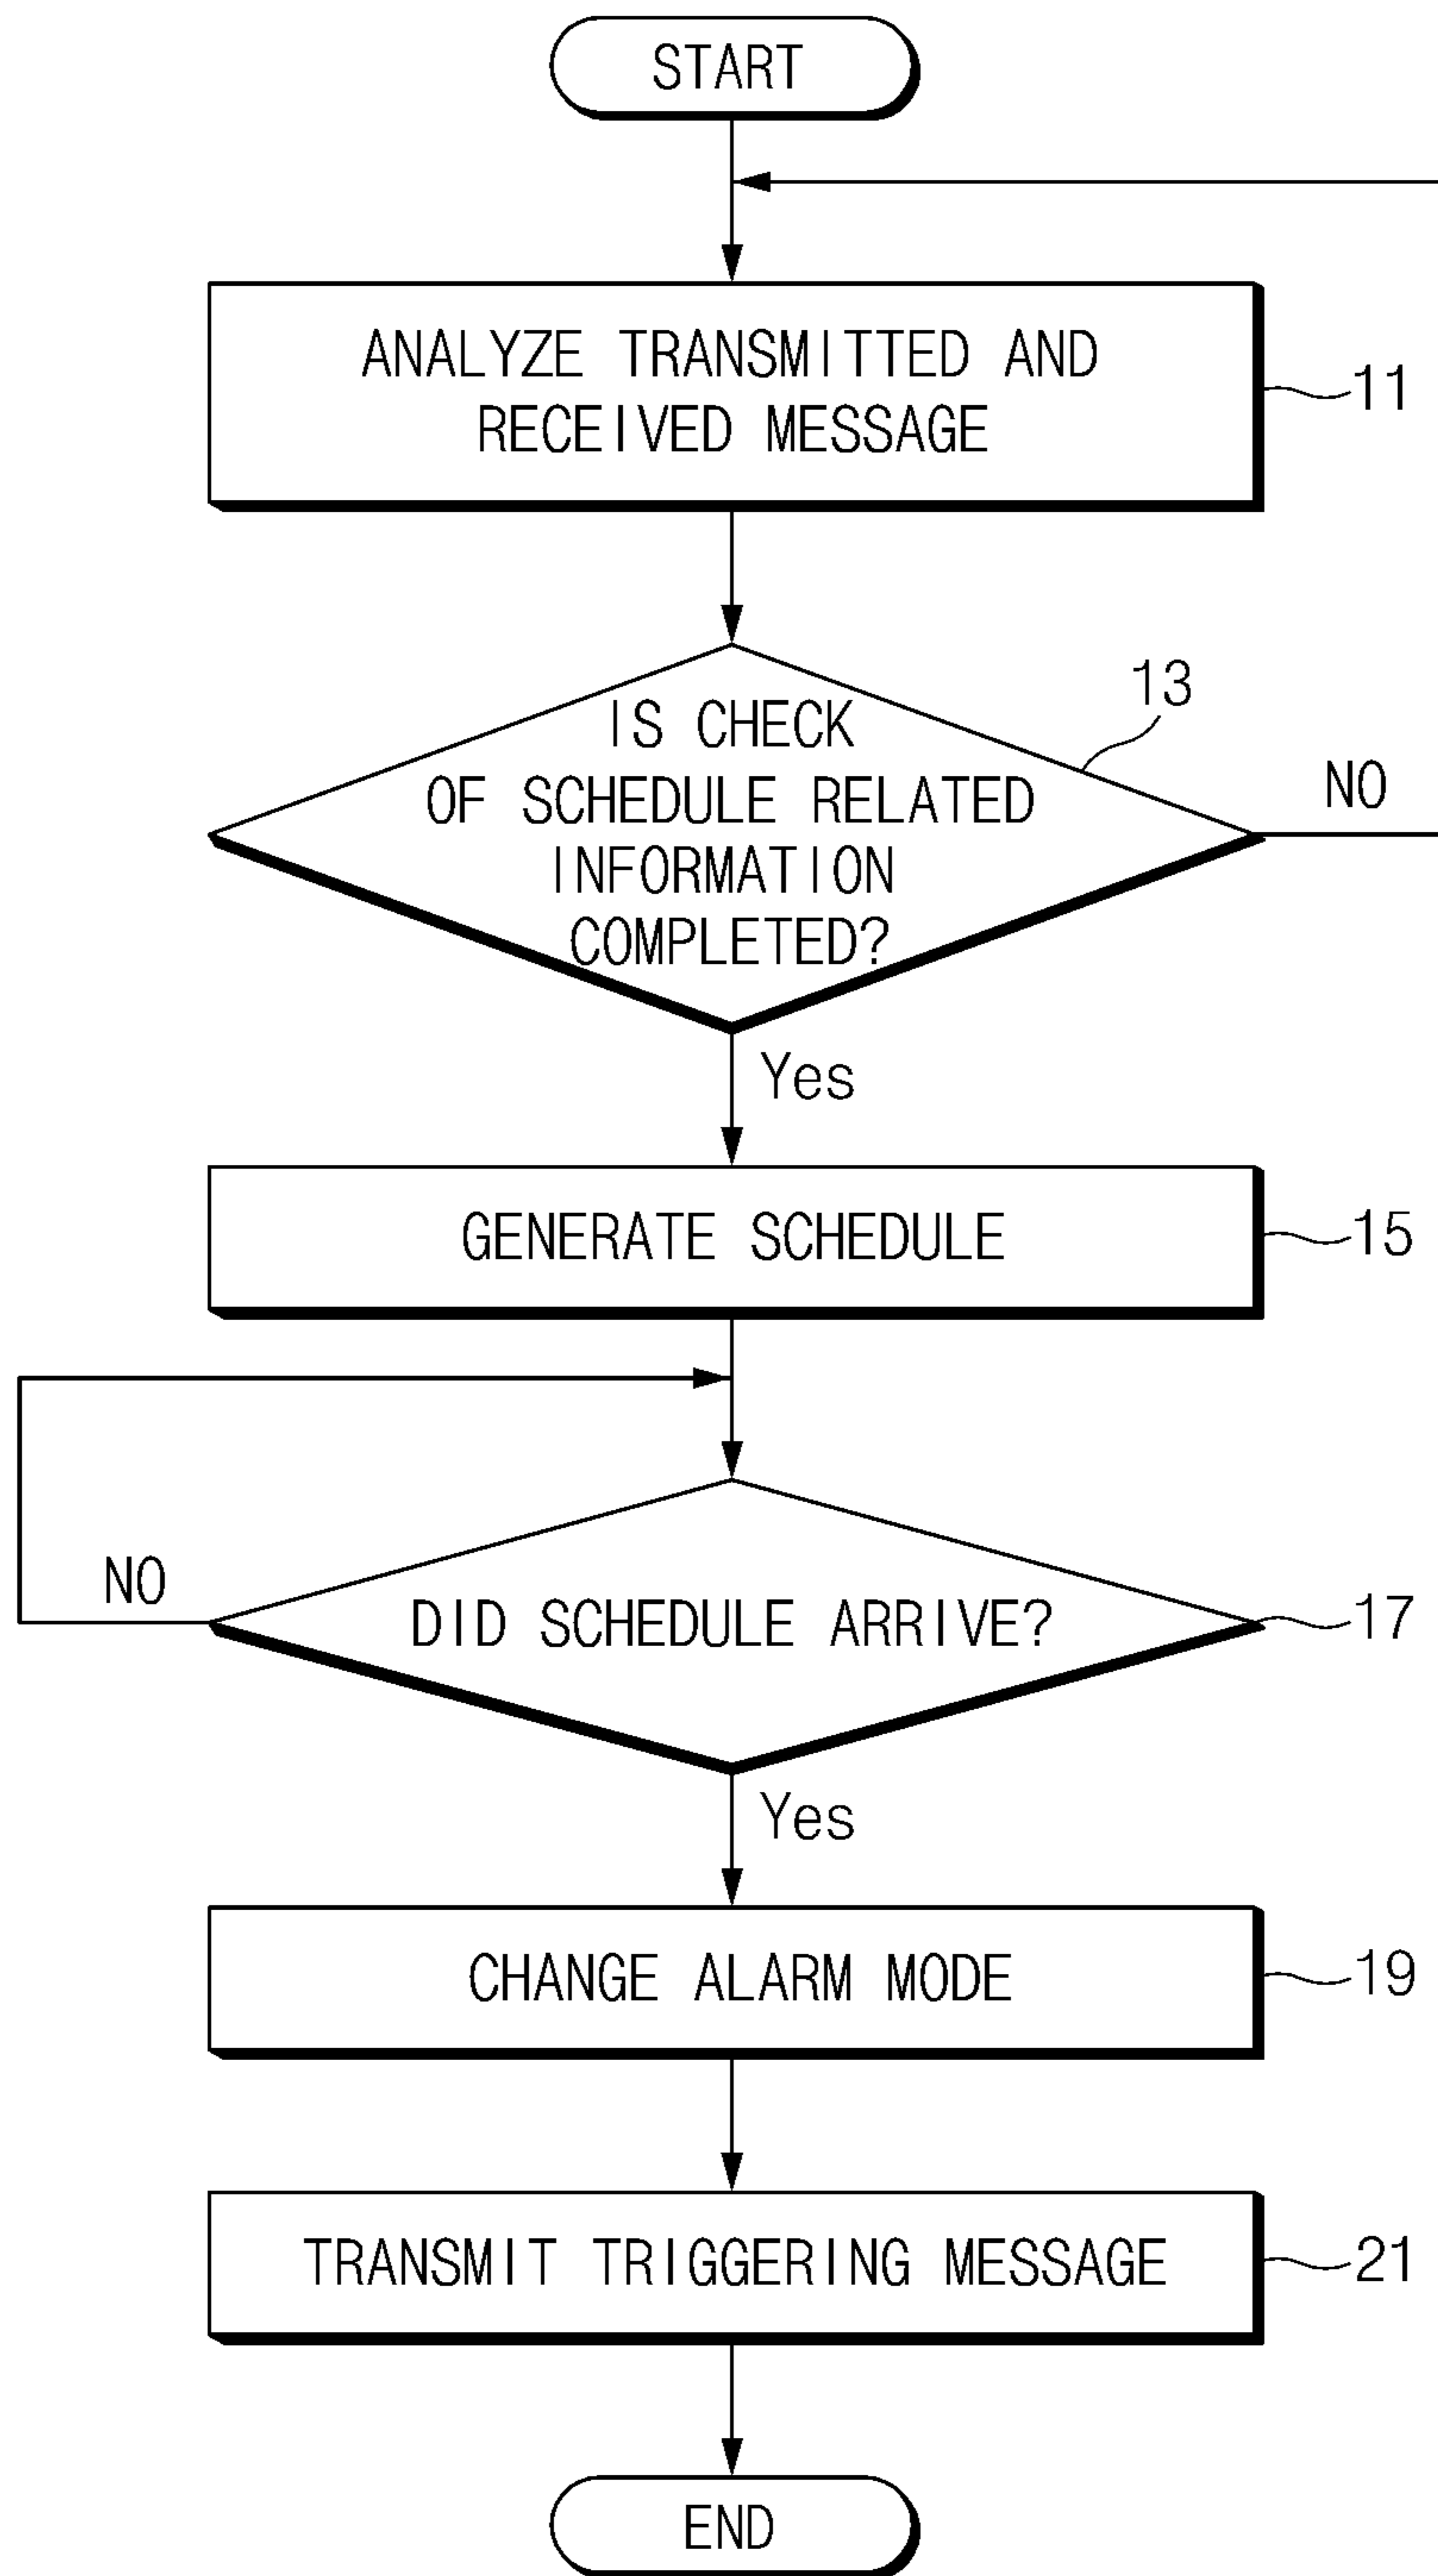 START
ANALYZE TRANSMITTED AND
RECEIVED MESSAGE
11
13
IS CHECK
OF SCHEDULE RELATED
INFORMATION
COMPLETED?
NO
Yes
GENERATE SCHEDULE
15
NO
DID SCHEDULE ARRIVE?
17
Yes
CHANGE ALARM MODE
19
TRANSMIT TRIGGERING MESSAGE
21
END